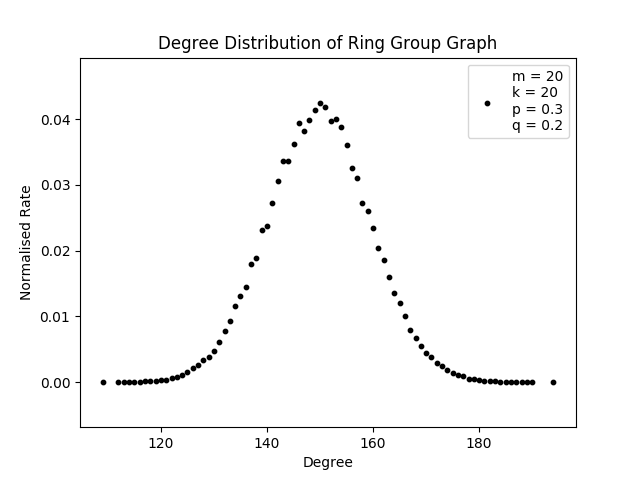 Degree Distribution of Ring Group Graph
m = 20
k = 20
p = 0.3
q = 0.2
0.04
0.03
0.02
0.01
0.00
Normalised Rate
120 140 160 180
Degree